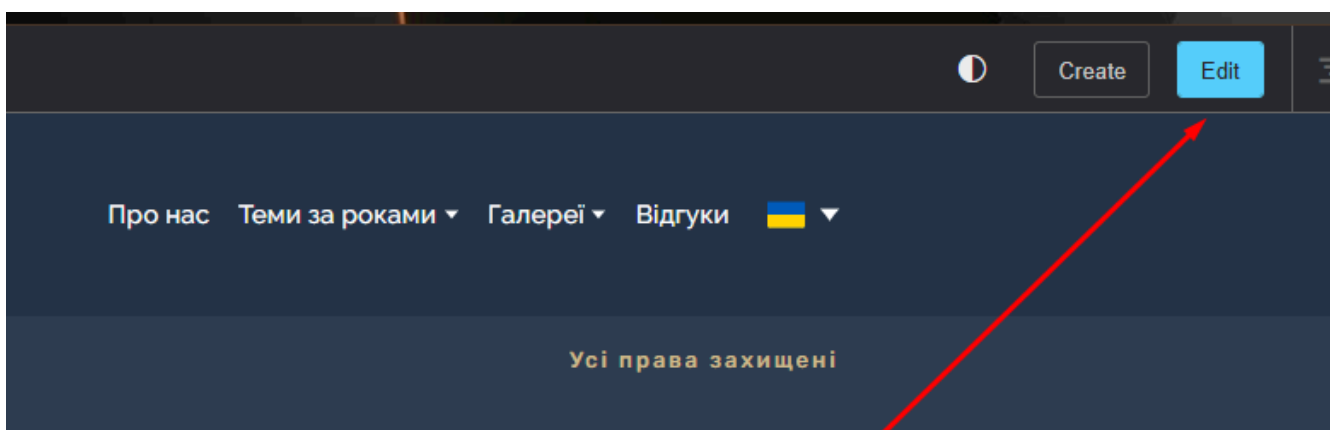 Create Edit
Про нас Теми за роками Галереї Відгуки
Усі права захищені